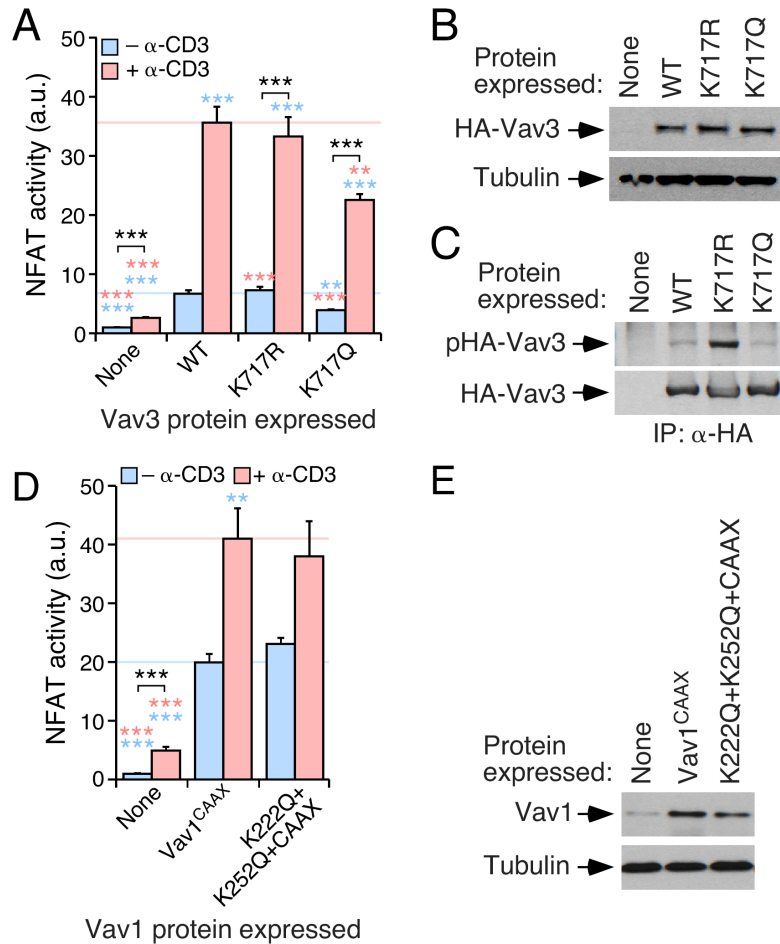 A
50
40
30
20
10
0
NFAT activity (a.u.)
– α-CD3
+ α-CD3
***
***
***
***
***
***
***
***
***
***
***
**
***
**
***
None
WT
K717R
K717Q
Vav3 protein expressed
B
Protein
expressed:
None
WT
K717R
K717Q
HA-Vav3
Tubulin
C
Protein
expressed:
None
WT
K717R
K717Q
pHA-Vav3
HA-Vav3
IP: α-HA
D
– α-CD3
+ α-CD3
50
40
30
20
10
0
NFAT activity (a.u.)
**
***
***
***
***
***
None
Vav1CAAX
K222Q+
K252Q+CAAX
Vav1 protein expressed
E
Protein
expressed:
None
Vav1CAAX
K222Q+K252Q+CAAX
Vav1
Tubulin